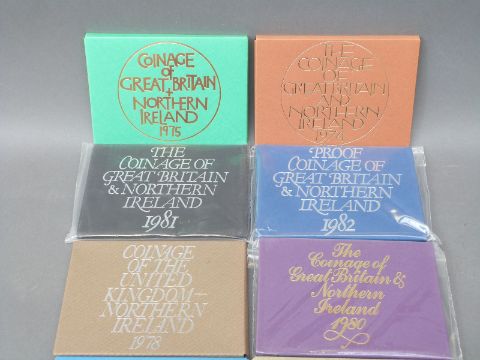 COINAGE
OF
GREAT BRITAIN
+
NORTHERN
IRELAND
1975
THE
COINAGE
OF
GREAT BRITAIN
AND
NORTHERN
IRELAND
1976
THE
COINAGE OF
GREAT BRITAIN
& NORTHERN
IRELAND
1981
PROOF
COINAGE OF
GREAT BRITAIN
& NORTHERN
IRELAND
1982
COINAGE
OF THE
UNITED
KINGDOM +
NORTHERN
IRELAND
1978
The
Coinage of
Great Britain &
Northern
Ireland
1980